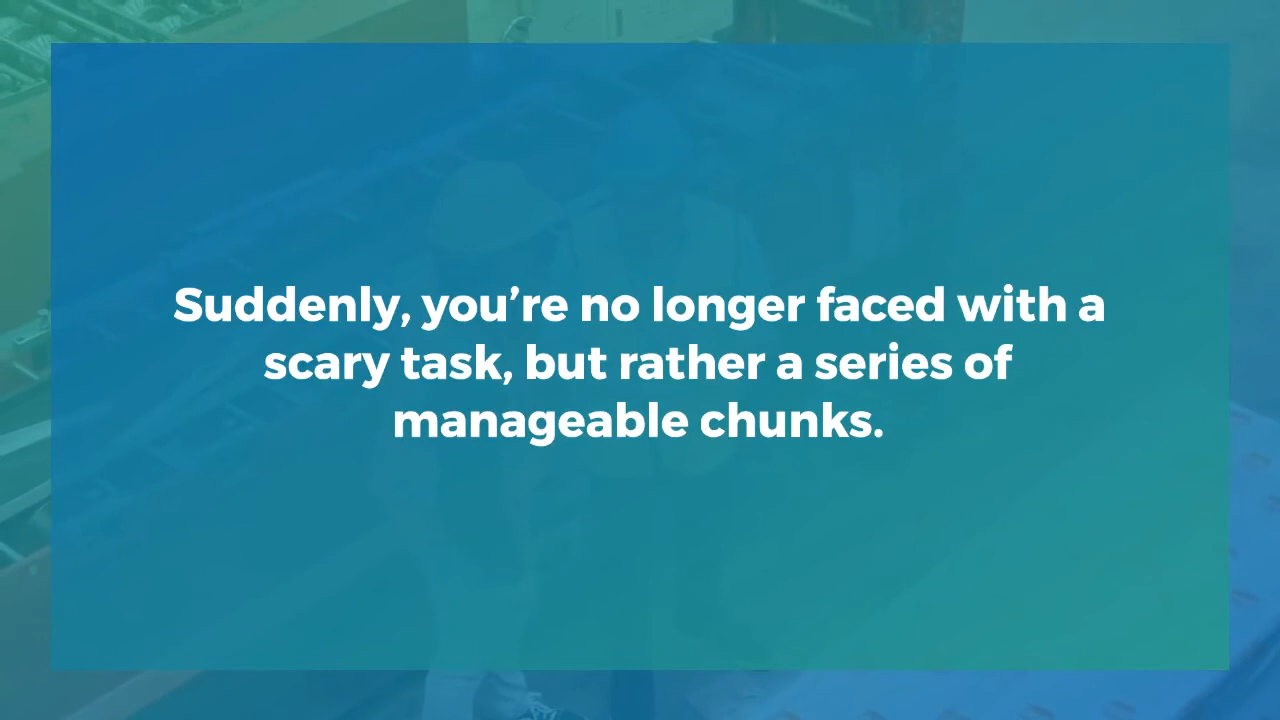 Suddenly, you’re no longer faced with a
scary task, but rather a series of
manageable chunks.